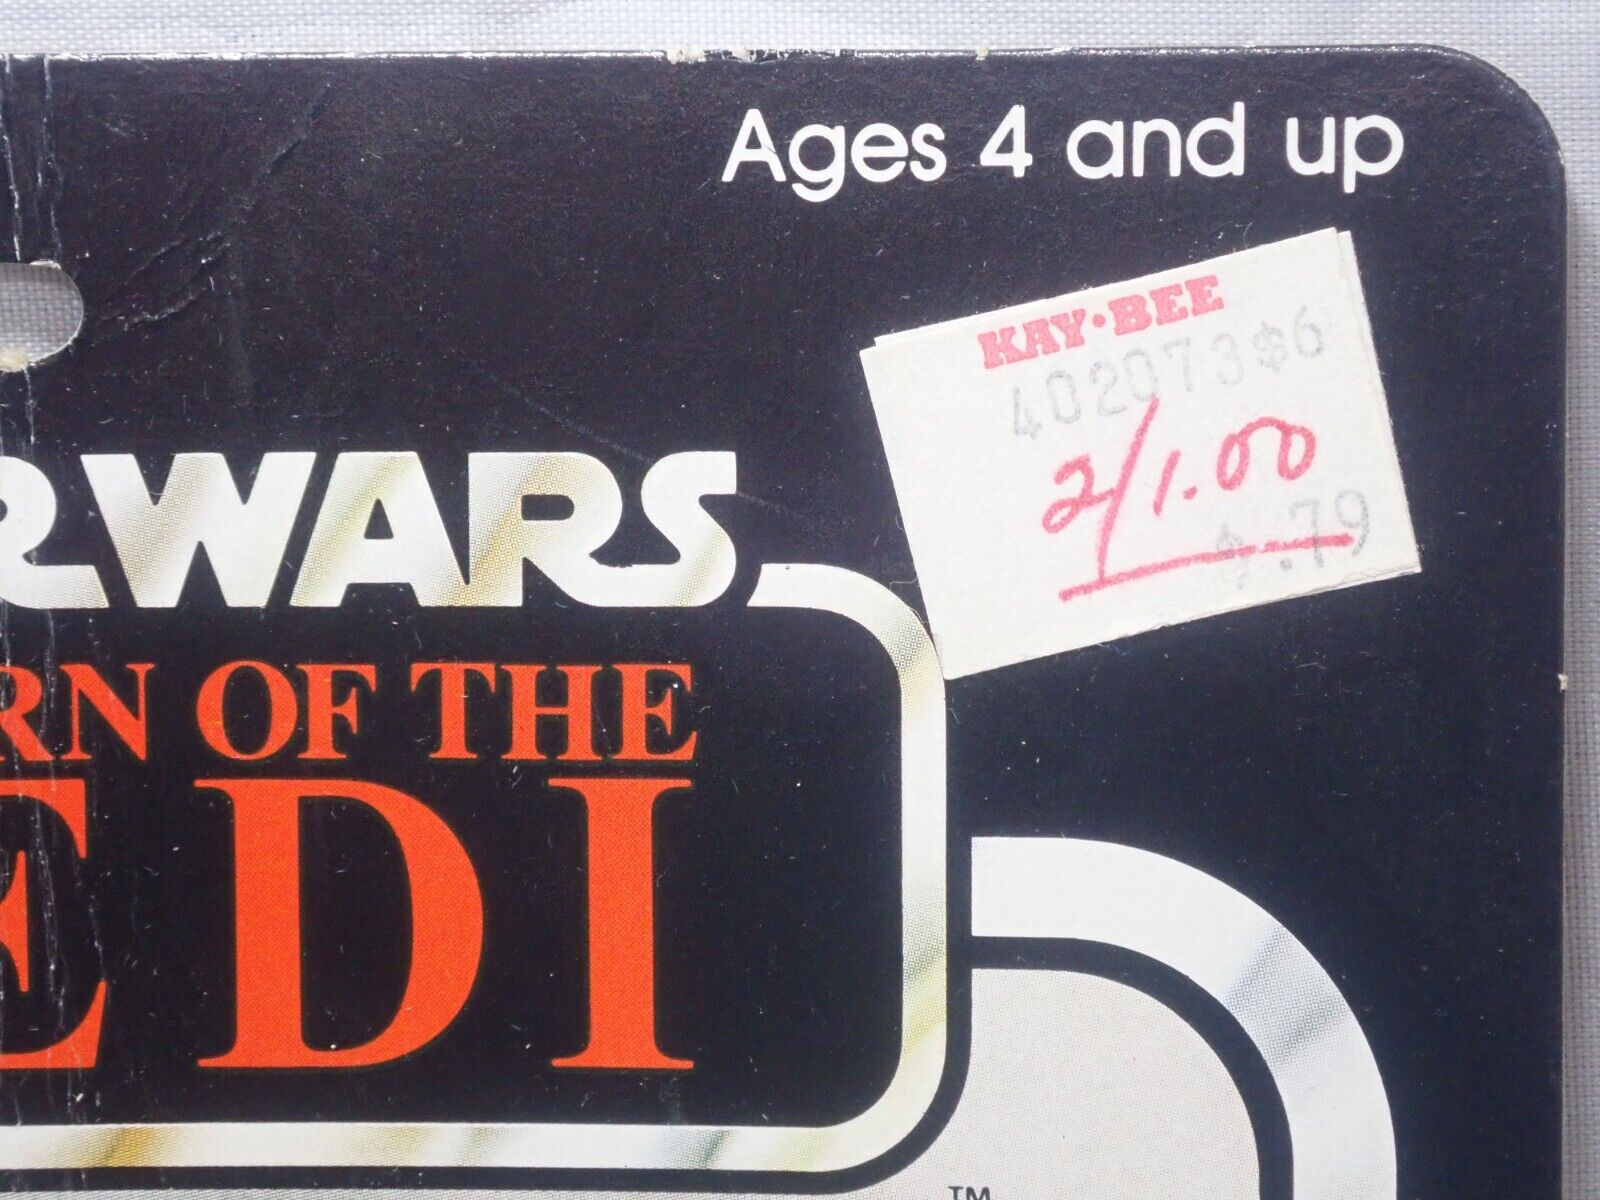 Ages 4 and up
KAY·BEE
402073$6
2/1.00
$.79
R WARS
RN OF THE
EDI
TM